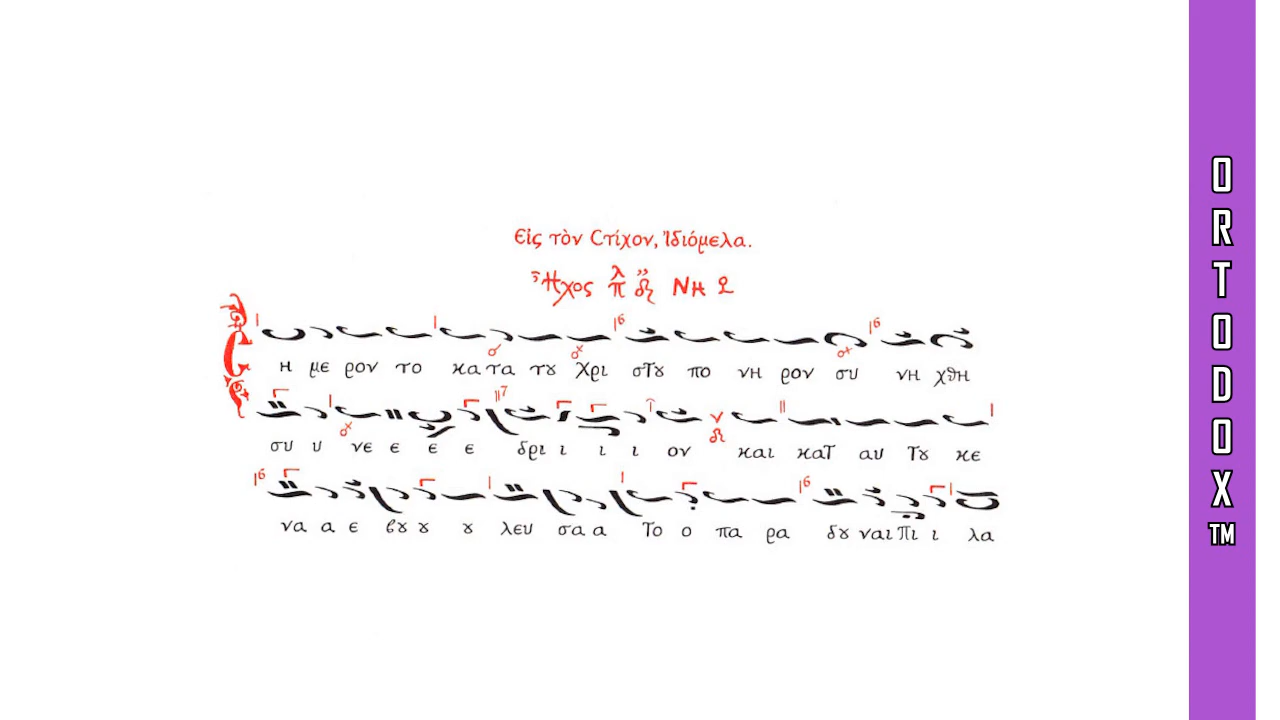 Εἰς τὸν Στίχον, Ἰδιόμελα.
Ἦχος λ π δ ΝΗ
Σ
η με ρον το κα τα τȣ Χρι στȣ πο νη ρον συ νη χθη
συ υ νε ε ε ε δρι ι ι ι ον και κατ αυ τȣ κε
να α ε βȣ ȣ ȣ λευ σα α το ο πα ρα δȣ ναι Πι ι λα
ORTODOX™